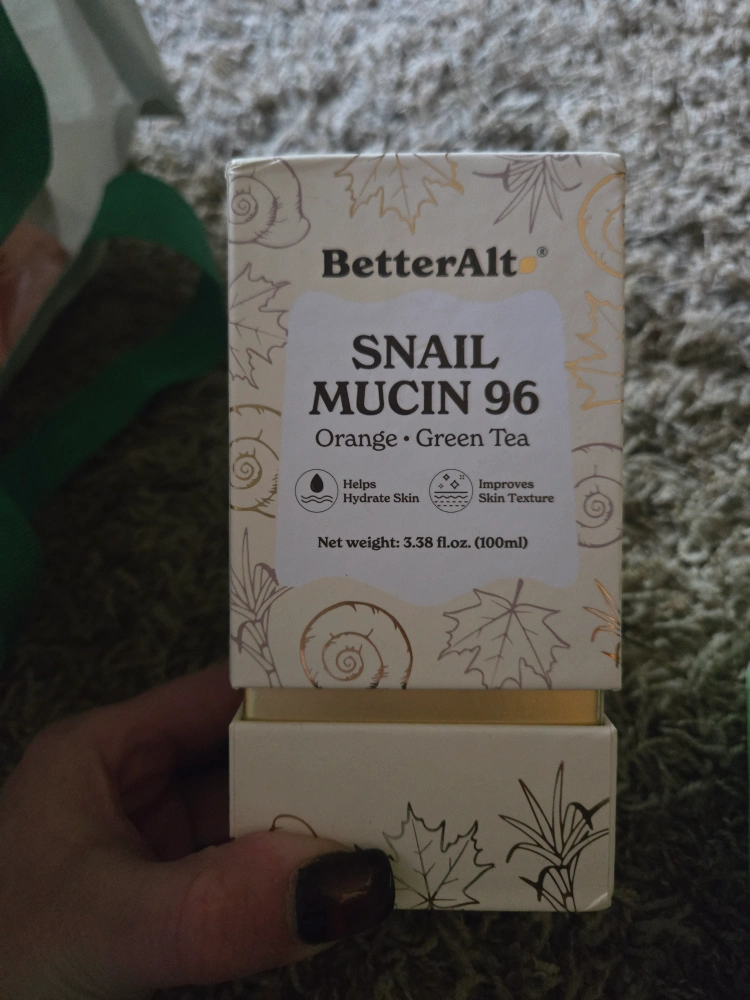 BetterAlt®
SNAIL
MUCIN 96
Orange • Green Tea
Helps
Hydrate Skin
Improves
Skin Texture
Net weight: 3.38 fl.oz. (100ml)